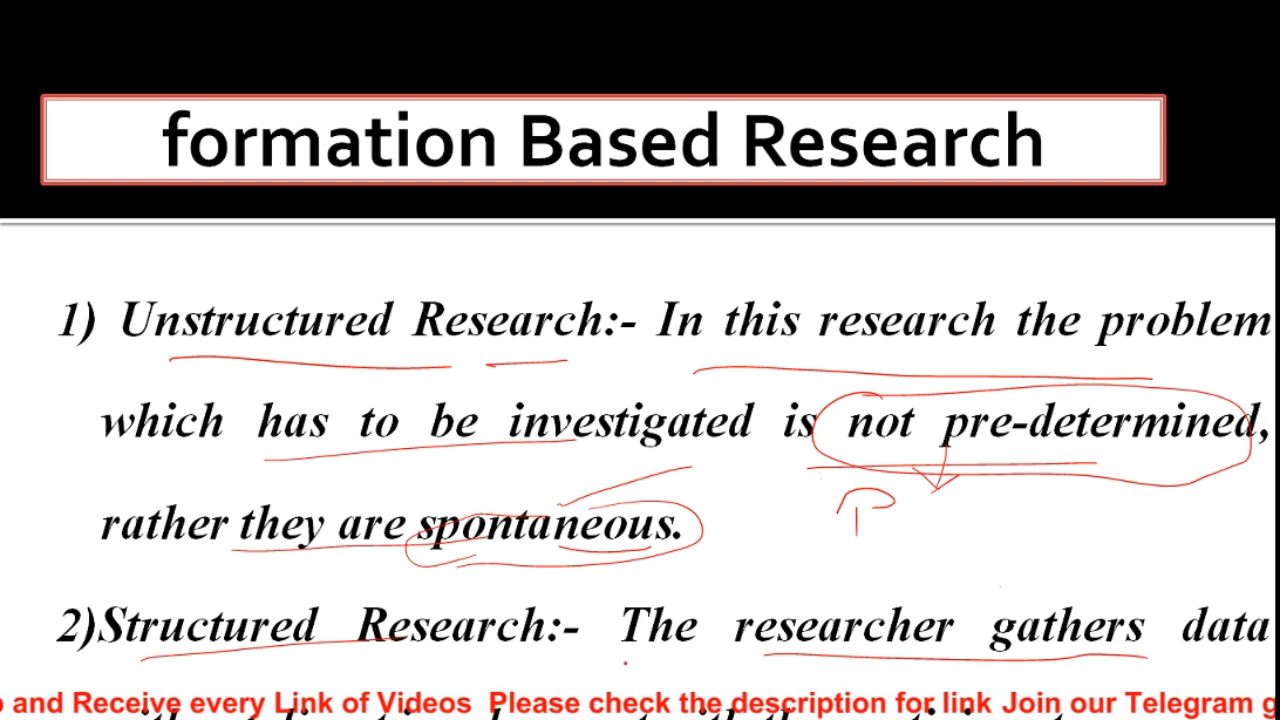 formation Based Research
1) Unstructured Research:- In this research the problem
which has to be investigated is not pre-determined,
rather they are spontaneous.
P
2)Structured Research:- The researcher gathers data
and Receive every Link of Videos Please check the description for link Join our Telegram g